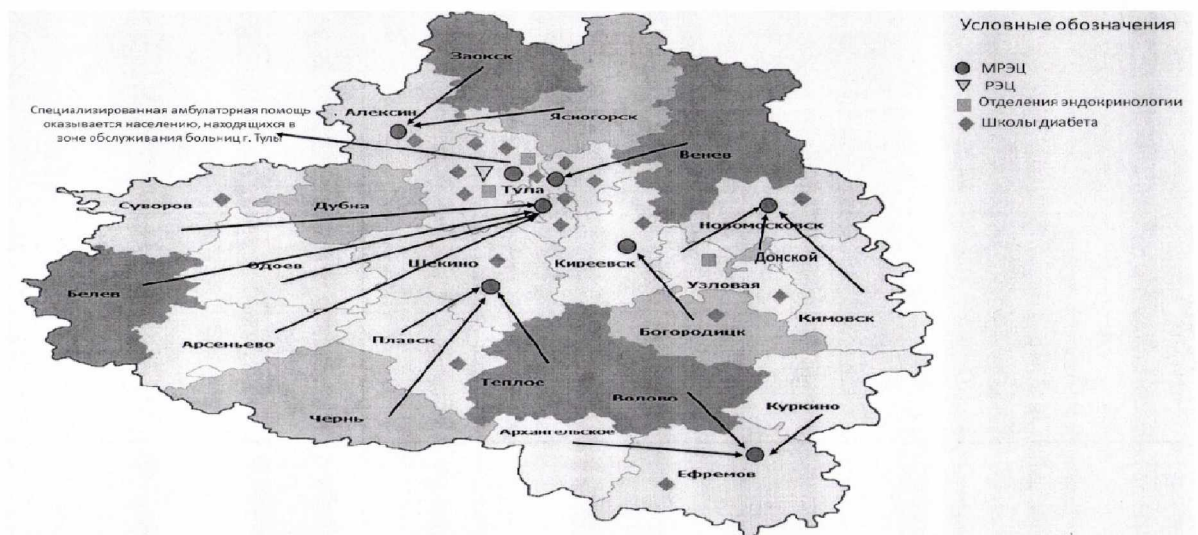 Условные обозначения
МРЭЦ
РЭЦ
Отделения эндокринологии
Школы диабета
Специализированная амбулаторная помощь
оказывается населению, находящихся в
зоне обслуживания больниц г. Тулы
Заокск
Алексин
Ясногорск
Венев
Тула
Суворов
Дубна
Новомосковск
Одоев
Щекино
Киреевск
Донской
Белев
Узловая
Арсеньево
Плавск
Богородицк
Кимовск
Теплое
Волово
Чернь
Архангельское
Куркино
Ефремов